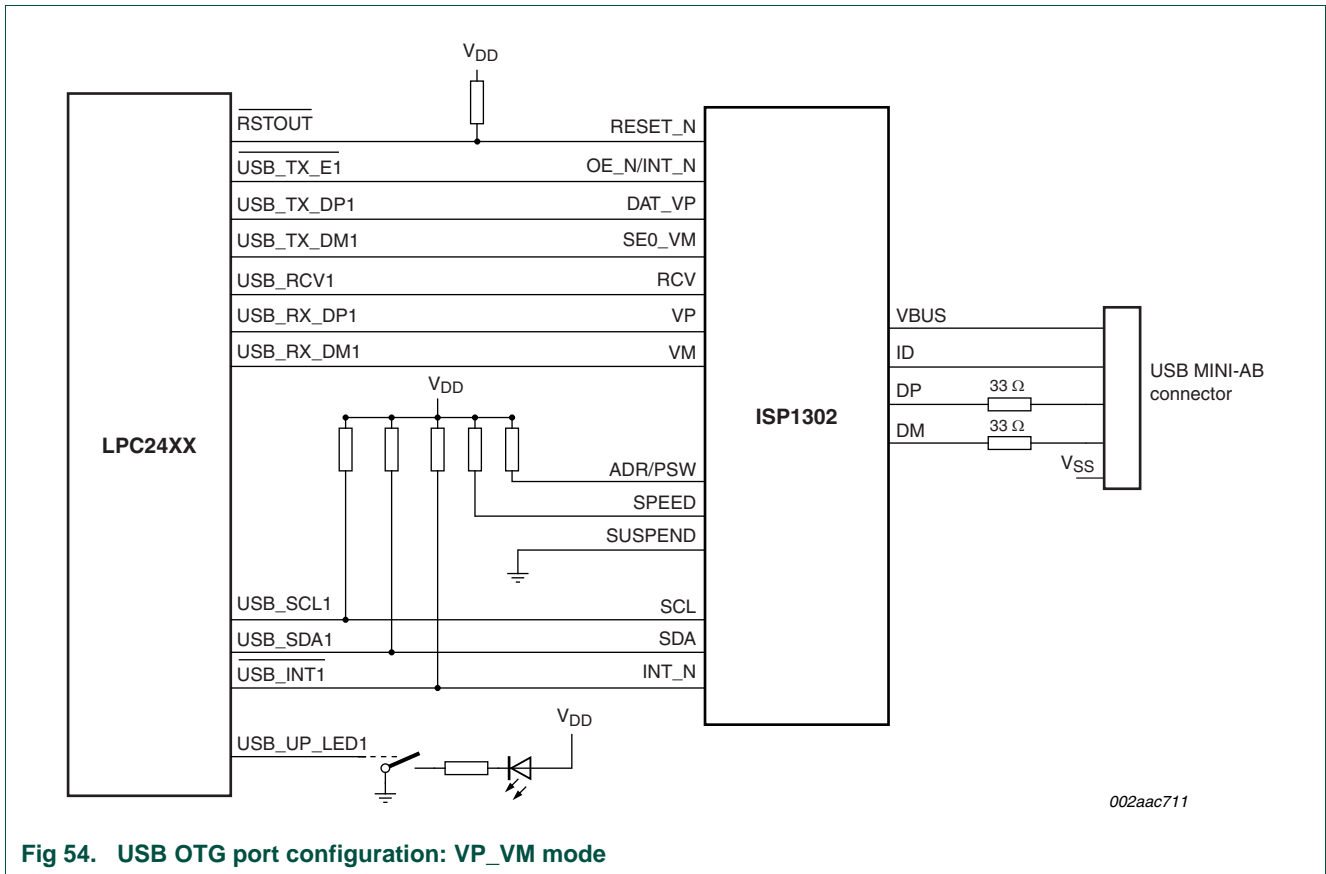 VDD
RSTOUT
RESET_N
USB_TX_E1
OE_N/INT_N
USB_TX_DP1
DAT_VP
USB_TX_DM1
SE0_VM
USB_RCV1
RCV
USB_RX_DP1
VP
USB_RX_DM1
VM
VDD
LPC24XX
ISP1302
ADR/PSW
SPEED
SUSPEND
USB_SCL1
SCL
USB_SDA1
SDA
USB_INT1
INT_N
USB_UP_LED1
VDD
VBUS
ID
DP
33 Ω
DM
33 Ω
VSS
USB MINI-AB
connector
002aac711
Fig 54. USB OTG port configuration: VP_VM mode